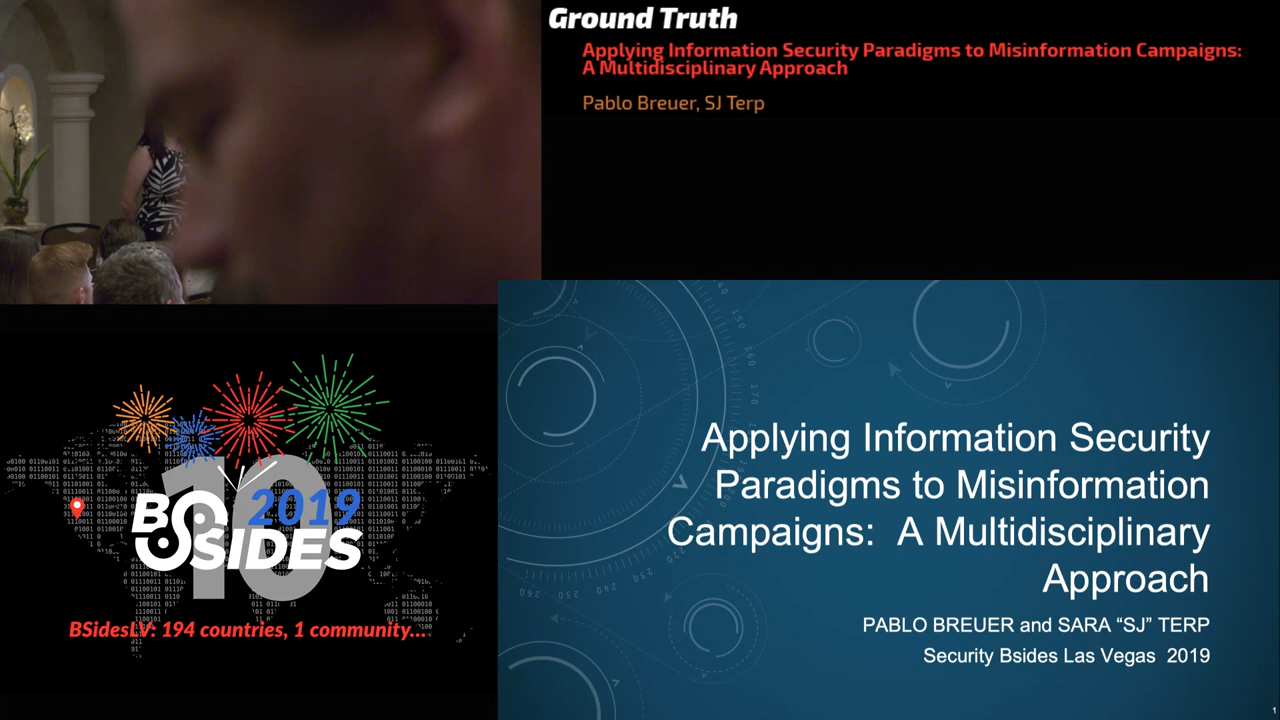 Ground Truth
Applying Information Security Paradigms to Misinformation Campaigns:
A Multidisciplinary Approach
Pablo Breuer, SJ Terp
10
2019
BSIDES
BSidesLV: 194 countries, 1 community...
Applying Information Security
Paradigms to Misinformation
Campaigns: A Multidisciplinary
Approach
PABLO BREUER and SARA “SJ” TERP
Security Bsides Las Vegas 2019
1